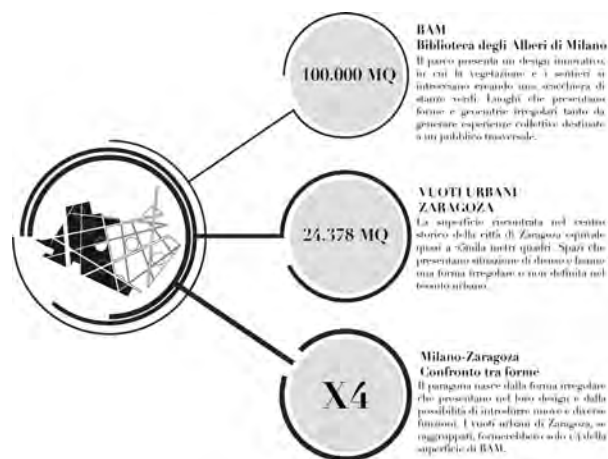 BAM
Biblioteca degli Alberi di Milano
Il parco presenta un design innovativo,
in cui la vegetazione e i sentieri si
intrecciano creando una scacchiera di
stanze verdi. Luoghi che presentano
forme e geometrie irregolari tanto da
generare esperienze collettive destinate
a un pubblico trasversale.
100.000 MQ
VUOTI URBANI
ZARAGOZA
La superficie riscontrata nel centro
storico della città di Zaragoza equivale
quasi a metri quadri. Spazi che
presentano situazione di disuso e hanno
una forma irregolare o non definita nel
tessuto urbano.
24.378 MQ
Milano-Zaragoza
Confronto tra forme
Il paragona nasce dalla forma irregolare
che presentano nel loro design e dalla
possibilità di introdurre nuove e diverse
funzioni. I vuoti urbani di Zaragoza, se
raggruppati, formerebbero solo 1/4 della
superficie di BAM.
X4